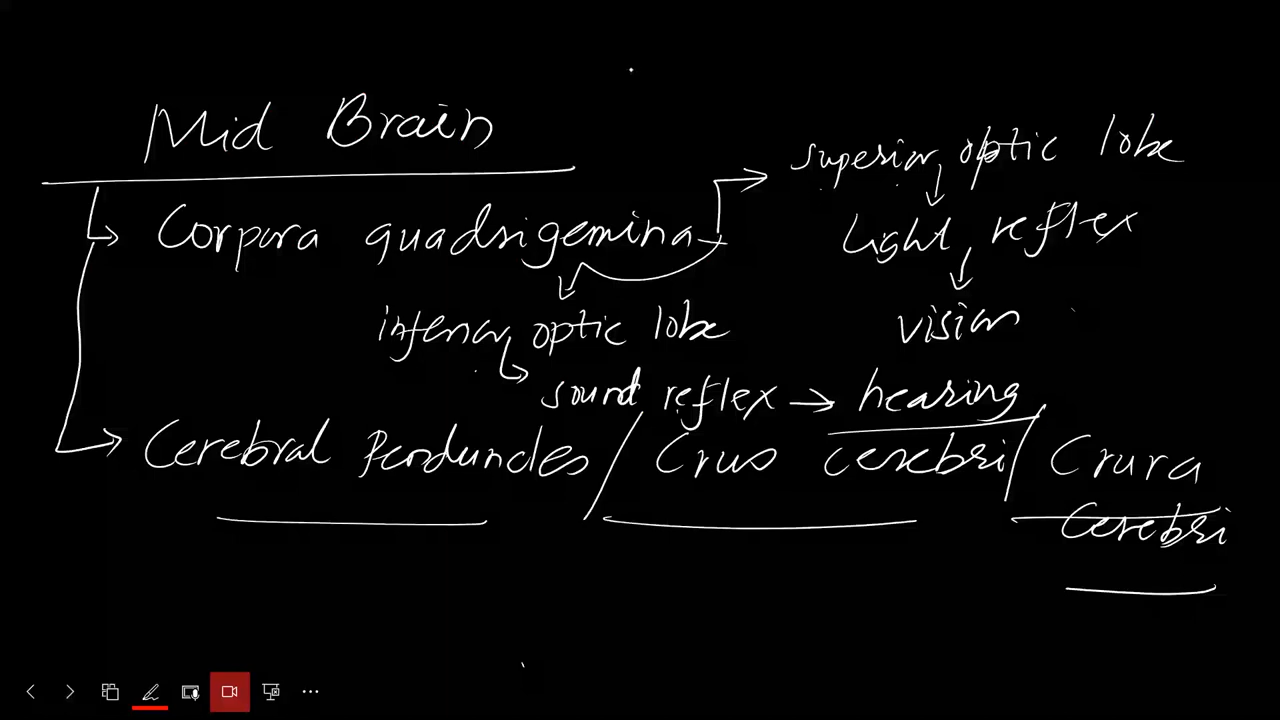 Mid Brain
superior optic lobe
Corpora quadrigemina
Light reflex
inferior optic lobe
vision
sound reflex → hearing
Cerebral Penduncles / Crus cerebri / Crura
Cerebri